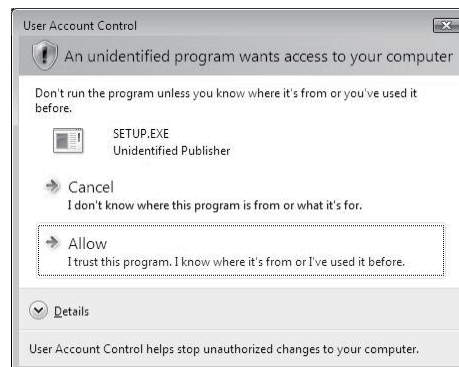 User Account Control
An unidentified program wants access to your computer
Don't run the program unless you know where it's from or you've used it
before.
SETUP.EXE
Unidentified Publisher
Cancel
I don't know where this program is from or what it's for.
Allow
I trust this program. I know where it's from or I've used it before.
Details
User Account Control helps stop unauthorized changes to your computer.